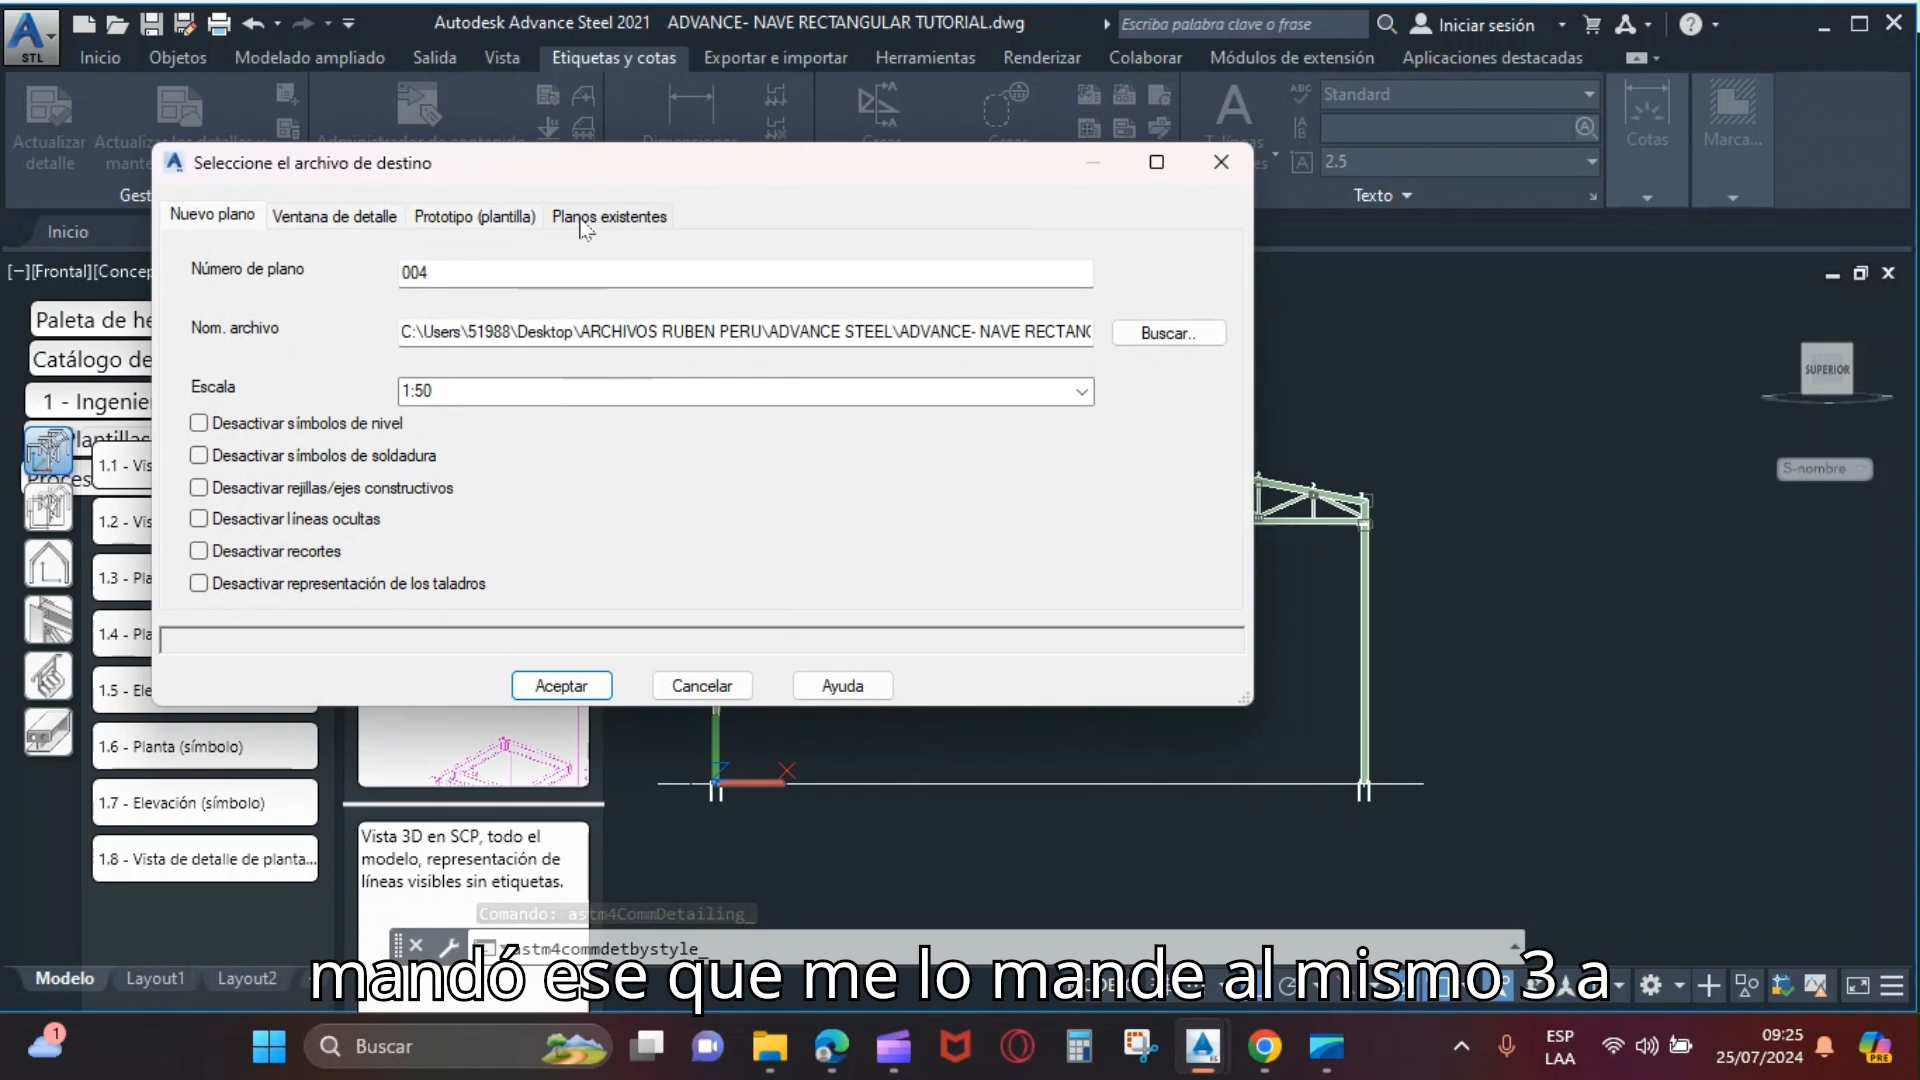 Autodesk Advance Steel 2021 ADVANCE- NAVE RECTANGULAR TUTORIAL.dwg
Escriba palabra clave o frase
Iniciar sesión
STL
Inicio Objetos Modelado ampliado Salida Vista Etiquetas y cotas Exportar e importar Herramientas Renderizar Colaborar Módulos de extensión Aplicaciones destacadas
Standard
2.5
Actualizar
detalle
Cotas
Marca...
Texto
Seleccione el archivo de destino
Inicio
Nuevo plano Ventana de detalle Prototipo (plantilla) Planos existentes
[−][Frontal]
Número de plano 004
Nom. archivo C:\Users\51988\Desktop\ARCHIVOS RUBEN PERU\ADVANCE STEEL\ADVANCE- NAVE RECTANG Buscar..
Escala 1:50
Desactivar símbolos de nivel
Desactivar símbolos de soldadura
Desactivar rejillas/ejes constructivos
Desactivar líneas ocultas
Desactivar recortes
Desactivar representación de los taladros
Aceptar Cancelar Ayuda
SUPERIOR
S-nombre
Paleta de he
Catálogo de
1 - Ingenie
1.1 - Vis
1.2 - Vis
1.3 - Pla
1.4 - Pla
1.5 - Ele
1.6 - Planta (símbolo)
1.7 - Elevación (símbolo)
1.8 - Vista de detalle de planta...
Vista 3D en SCP, todo el
modelo, representación de
líneas visibles sin etiquetas.
Comando: astm4CommDetailing_
astm4commdetbystyle_
Modelo Layout1 Layout2
mandó ese que me lo mande al mismo 3 a
1
Buscar
ESP
LAA
09:25
25/07/2024
PRE